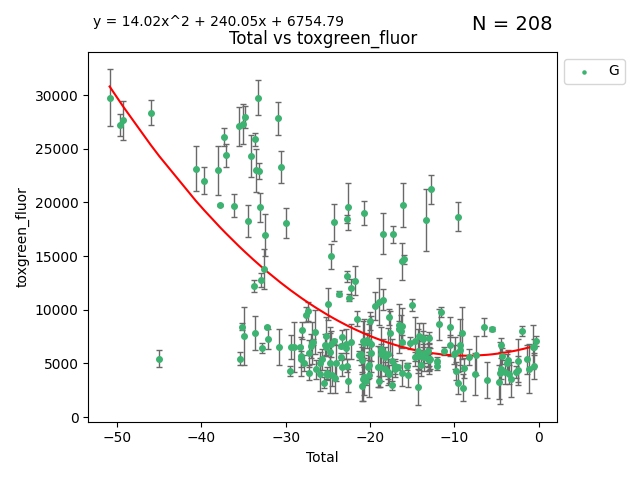 y = 14.02x^2 + 240.05x + 6754.79
N = 208
Total vs toxgreen_fluor
G
30000
25000
20000
15000
10000
5000
0
toxgreen_fluor
−50
−40
−30
−20
−10
0
Total